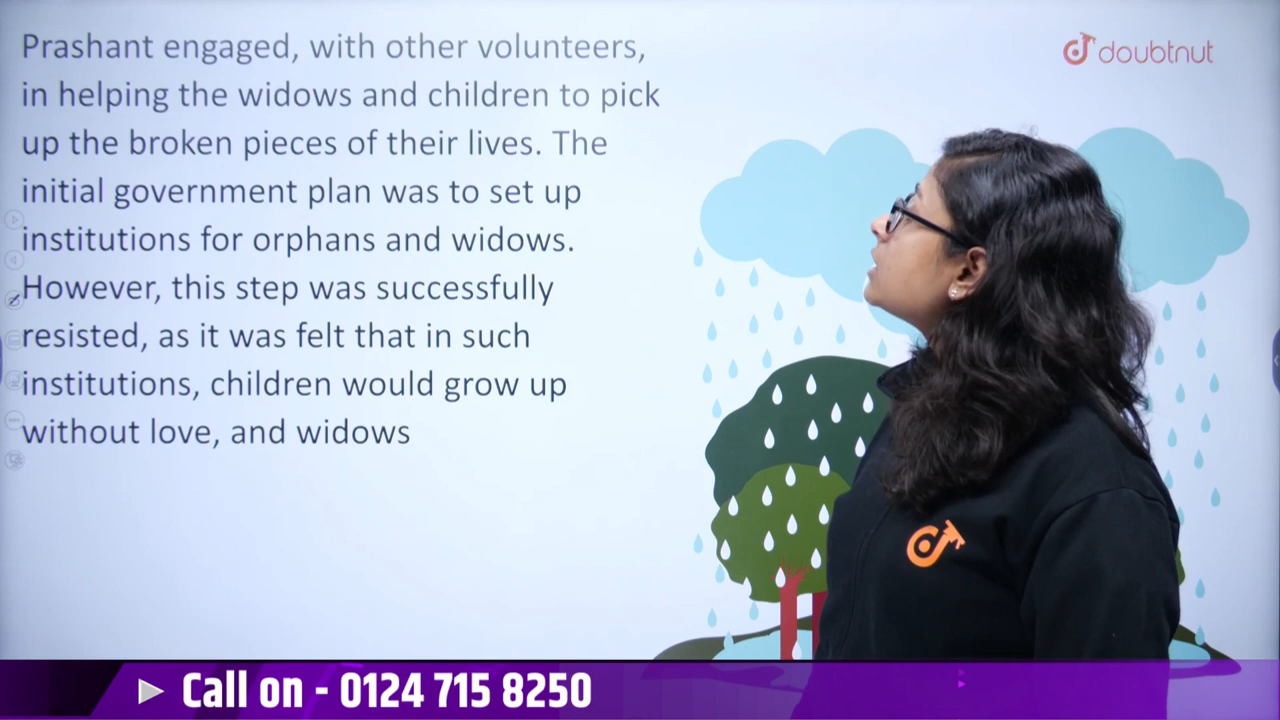 Prashant engaged, with other volunteers,
in helping the widows and children to pick
up the broken pieces of their lives. The
initial government plan was to set up
institutions for orphans and widows.
However, this step was successfully
resisted, as it was felt that in such
institutions, children would grow up
without love, and widows
doubtnut
Call on - 0124 715 8250